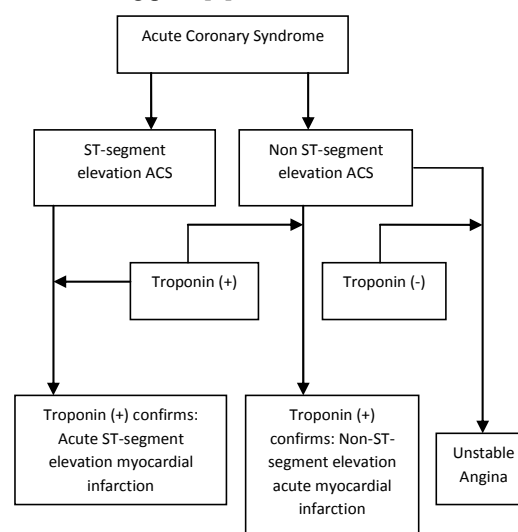 Acute Coronary Syndrome
ST-segment
elevation ACS
Non ST-segment
elevation ACS
Troponin (+)
Troponin (-)
Troponin (+) confirms:
Acute ST-segment
elevation myocardial
infarction
Troponin (+)
confirms: Non-ST-
segment elevation
acute myocardial
infarction
Unstable
Angina